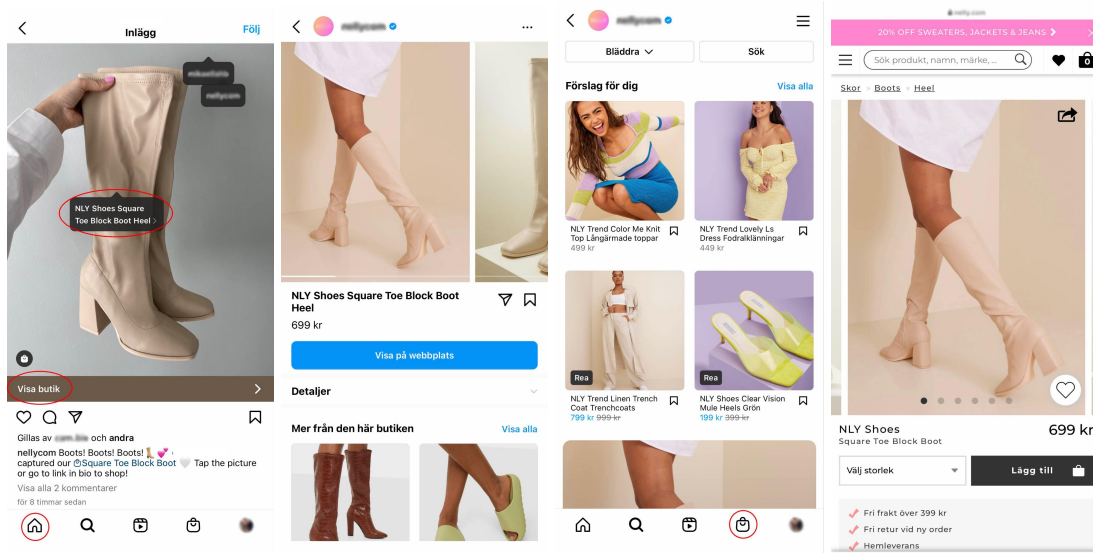 Inlägg
Följ
NLY Shoes Square
Toe Block Boot Heel
Visa butik
Gillas av
och andra
nellycom Boots! Boots! Boots!
captured our Square Toe Block Boot Tap the picture
or go to link in bio to shop!
Visa alla 2 kommentarer
för 8 timmar sedan
NLY Shoes Square Toe Block Boot
Heel
699 kr
Visa på webbplats
Detaljer
Mer från den här butiken
Visa alla
Bläddra
Sök
Förslag för dig
Visa alla
NLY Trend Color Me Knit
Top Långärmade toppar
499 kr
NLY Trend Lovely Ls
Dress Fodralklänningar
449 kr
Rea
NLY Trend Linen Trench
Coat Trenchcoats
799 kr 999 kr
Rea
NLY Shoes Clear Vision
Mule Heels Grön
199 kr 399 kr
nelly.com
20% OFF SWEATERS, JACKETS & JEANS
Sök produkt, namn, märke, ...
0
Skor Boots Heel
NLY Shoes
699 kr
Square Toe Block Boot
Välj storlek
Lägg till
Fri frakt över 399 kr
Fri retur vid ny order
Hemleverans